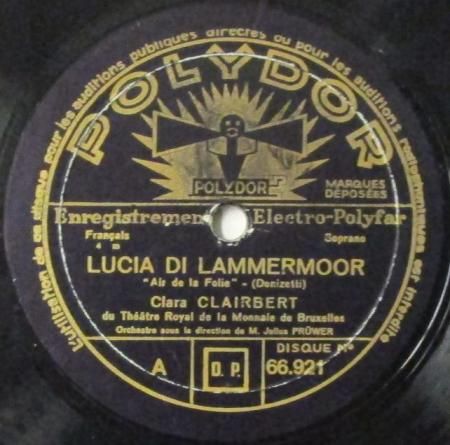 L'utilisation de ce disque pour les auditions publiques directes ou pour les auditions radiophoniques est interdite
POLYDOR
POLYDOR
MARQUES
DÉPOSÉES
Enregistrement Electro-Polyfar
Français
Soprano
4 m
LUCIA DI LAMMERMOOR
"Air de la Folie" - (Donizetti)
Clara CLAIRBERT
du Théâtre Royal de la Monnaie de Bruxelles
Orchestre sous la direction de M. Julius PRÜWER
DISQUE No
A
D.P.
66.921